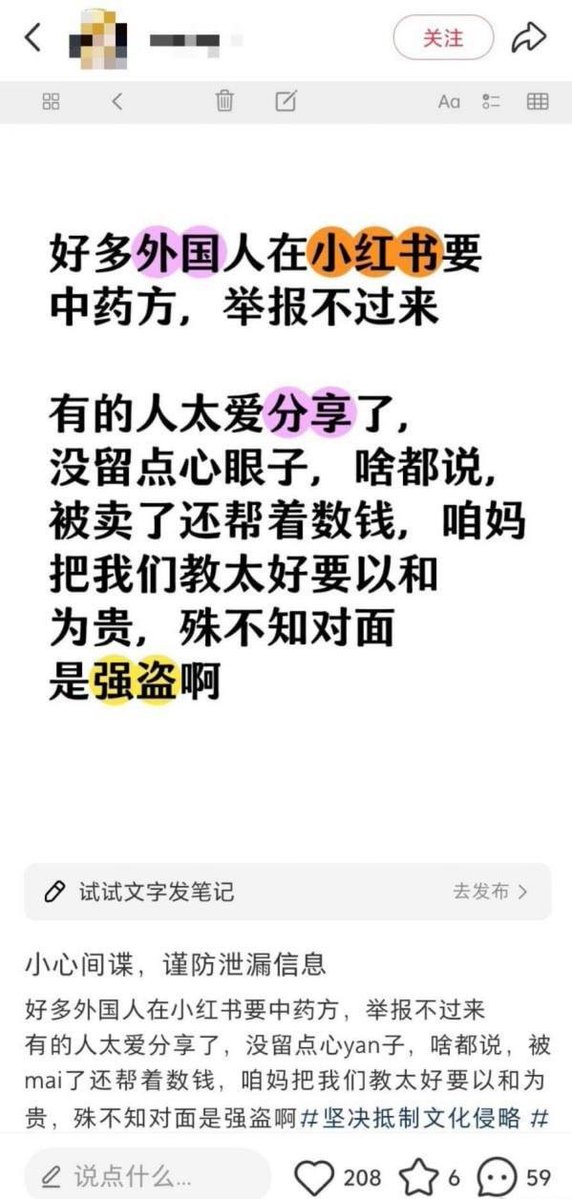 关注
Aa
好多外国人在小红书要
中药方，举报不过来
有的人太爱分享了，
没留点心眼子，啥都说，
被卖了还帮着数钱，咱妈
把我们教太好要以和
为贵，殊不知对面
是强盗啊
试试文字发笔记
去发布
小心间谍，谨防泄漏信息
好多外国人在小红书要中药方，举报不过来
有的人太爱分享了，没留点心yan子，啥都说，被
mai了还帮着数钱，咱妈把我们教太好要以和为
贵，殊不知对面是强盗啊#坚决抵制文化侵略 #
说点什么...
208
6
59